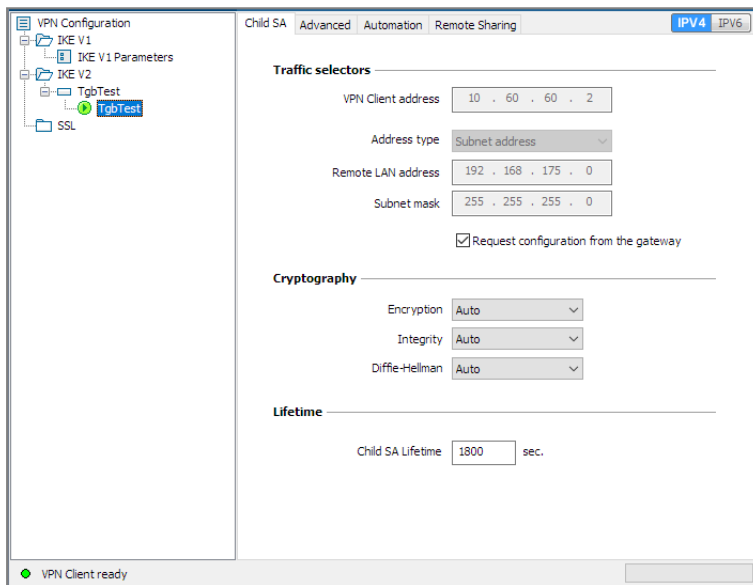 VPN Configuration
IKE V1
IKE V1 Parameters
IKE V2
TgbTest
TgbTest
SSL
Child SA Advanced Automation Remote Sharing IPV4 IPV6
Traffic selectors
VPN Client address 10 . 60 . 60 . 2
Address type Subnet address
Remote LAN address 192 . 168 . 175 . 0
Subnet mask 255 . 255 . 255 . 0
Request configuration from the gateway
Cryptography
Encryption Auto
Integrity Auto
Diffie-Hellman Auto
Lifetime
Child SA Lifetime 1800 sec.
VPN Client ready